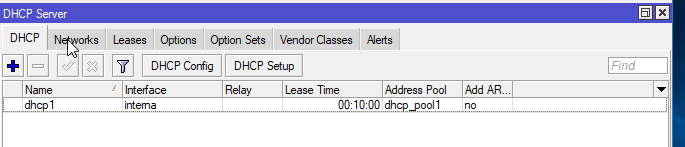 DHCP Server
DHCP Networks Leases Options Option Sets Vendor Classes Alerts
DHCP Config DHCP Setup Find
Name Interface Relay Lease Time Address Pool Add AR...
dhcp1 interna 00:10:00 dhcp_pool1 no